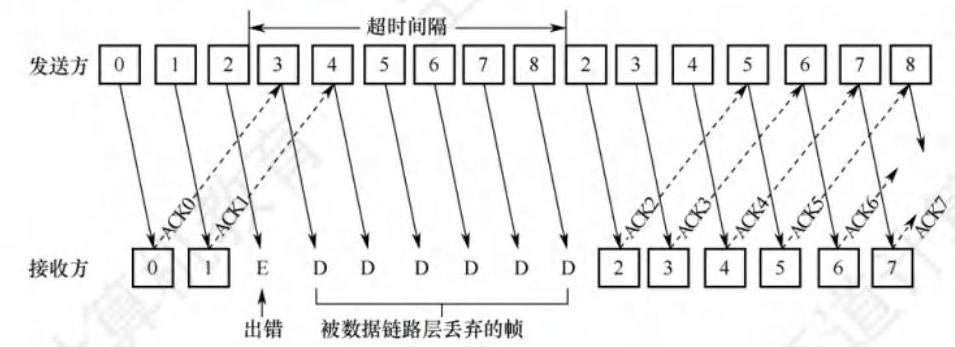 超时间隔
发送方 0 1 2 3 4 5 6 7 8 2 3 4 5 6 7 8
ACK0 ACK1 ACK2 ACK3 ACK4 ACK5 ACK6 ACK7
接收方 0 1 E D D D D D D 2 3 4 5 6 7
出错 被数据链路层丢弃的帧